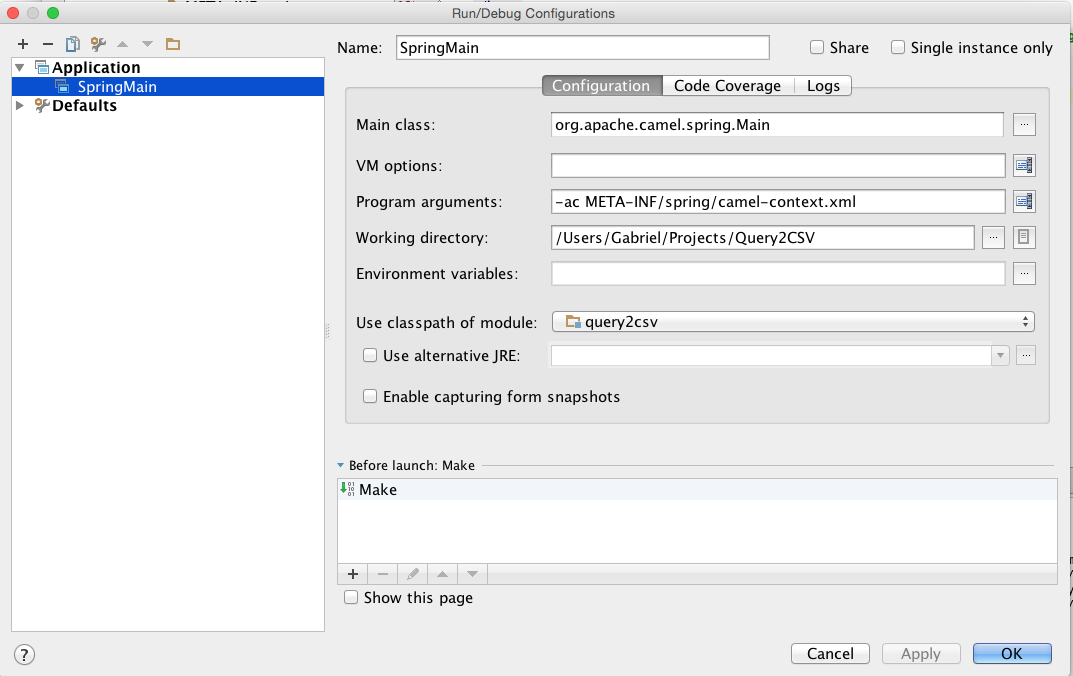 Run/Debug Configurations
Name: SpringMain Share Single instance only
Application
SpringMain
Defaults
Configuration Code Coverage Logs
Main class: org.apache.camel.spring.Main ...
VM options:
Program arguments: -ac META-INF/spring/camel-context.xml
Working directory: /Users/Gabriel/Projects/Query2CSV ...
Environment variables: ...
Use classpath of module: query2csv
Use alternative JRE: ...
Enable capturing form snapshots
Before launch: Make
Make
Show this page
? Cancel Apply OK